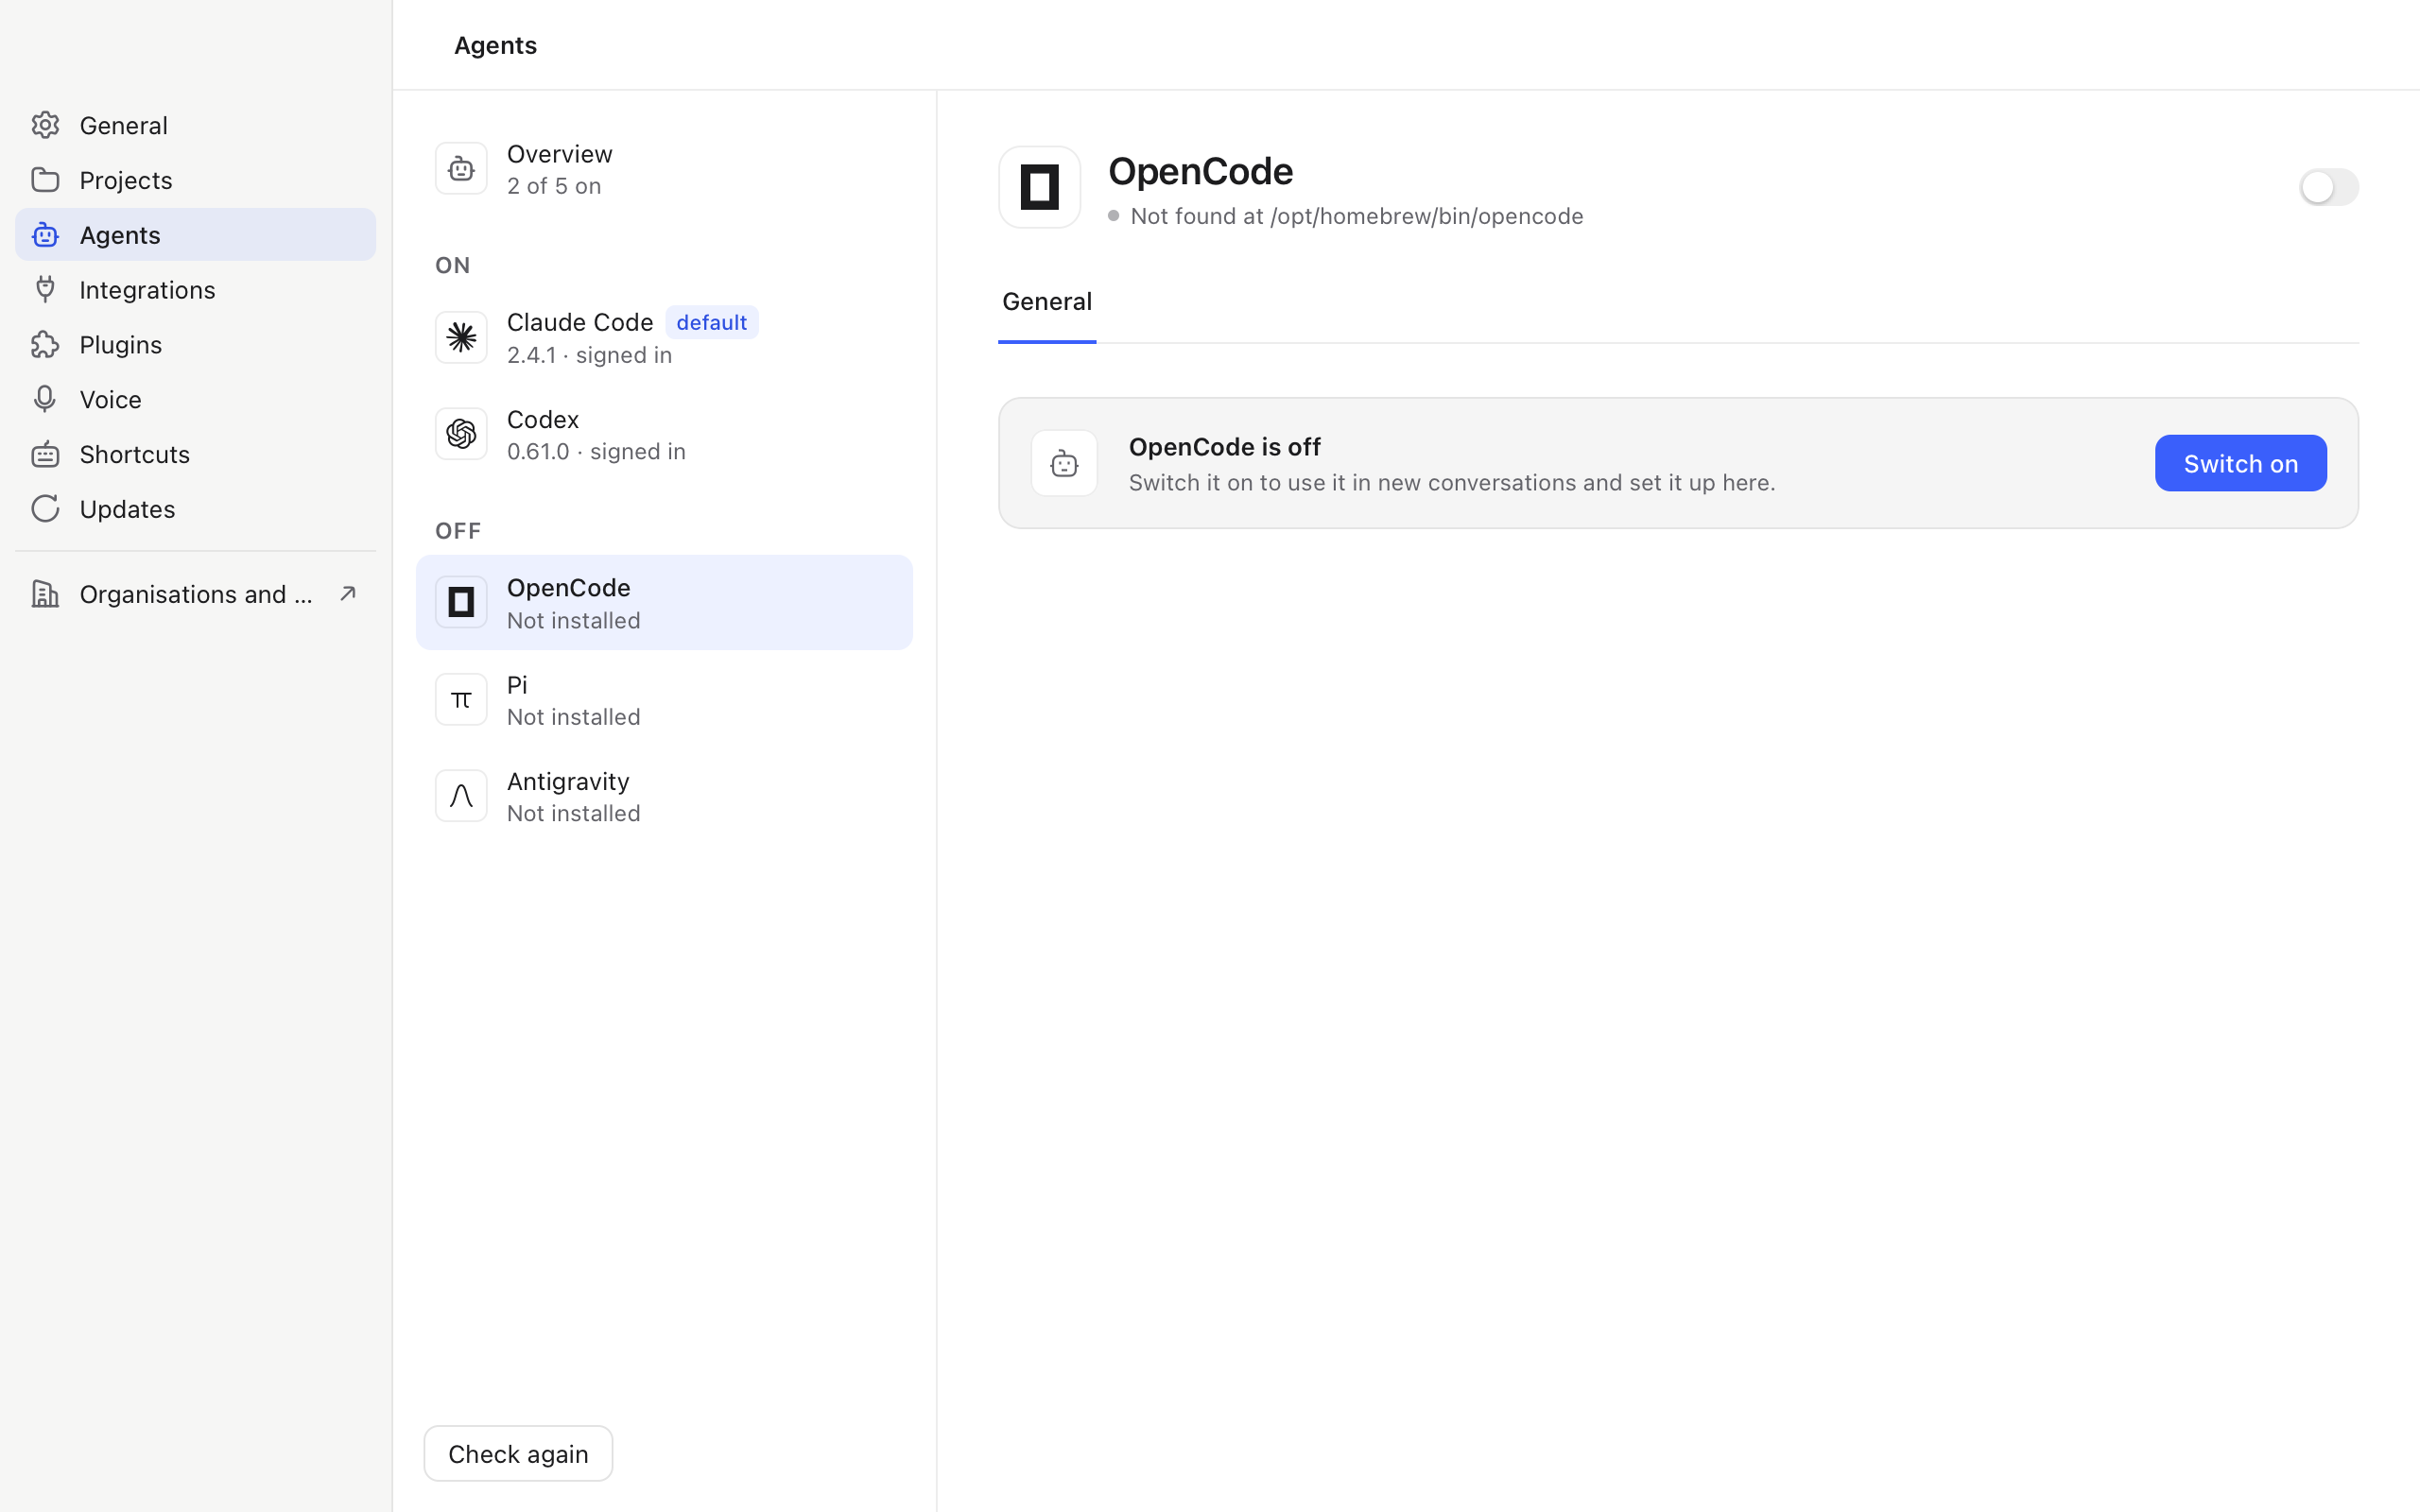 Agents
General
Projects
Agents
Integrations
Plugins
Voice
Shortcuts
Updates
Organisations and ...
Overview
2 of 5 on
ON
Claude Code default
2.4.1 · signed in
Codex
0.61.0 · signed in
OFF
OpenCode
Not installed
Pi
Not installed
Antigravity
Not installed
Check again
OpenCode
Not found at /opt/homebrew/bin/opencode
General
OpenCode is off
Switch it on to use it in new conversations and set it up here.
Switch on